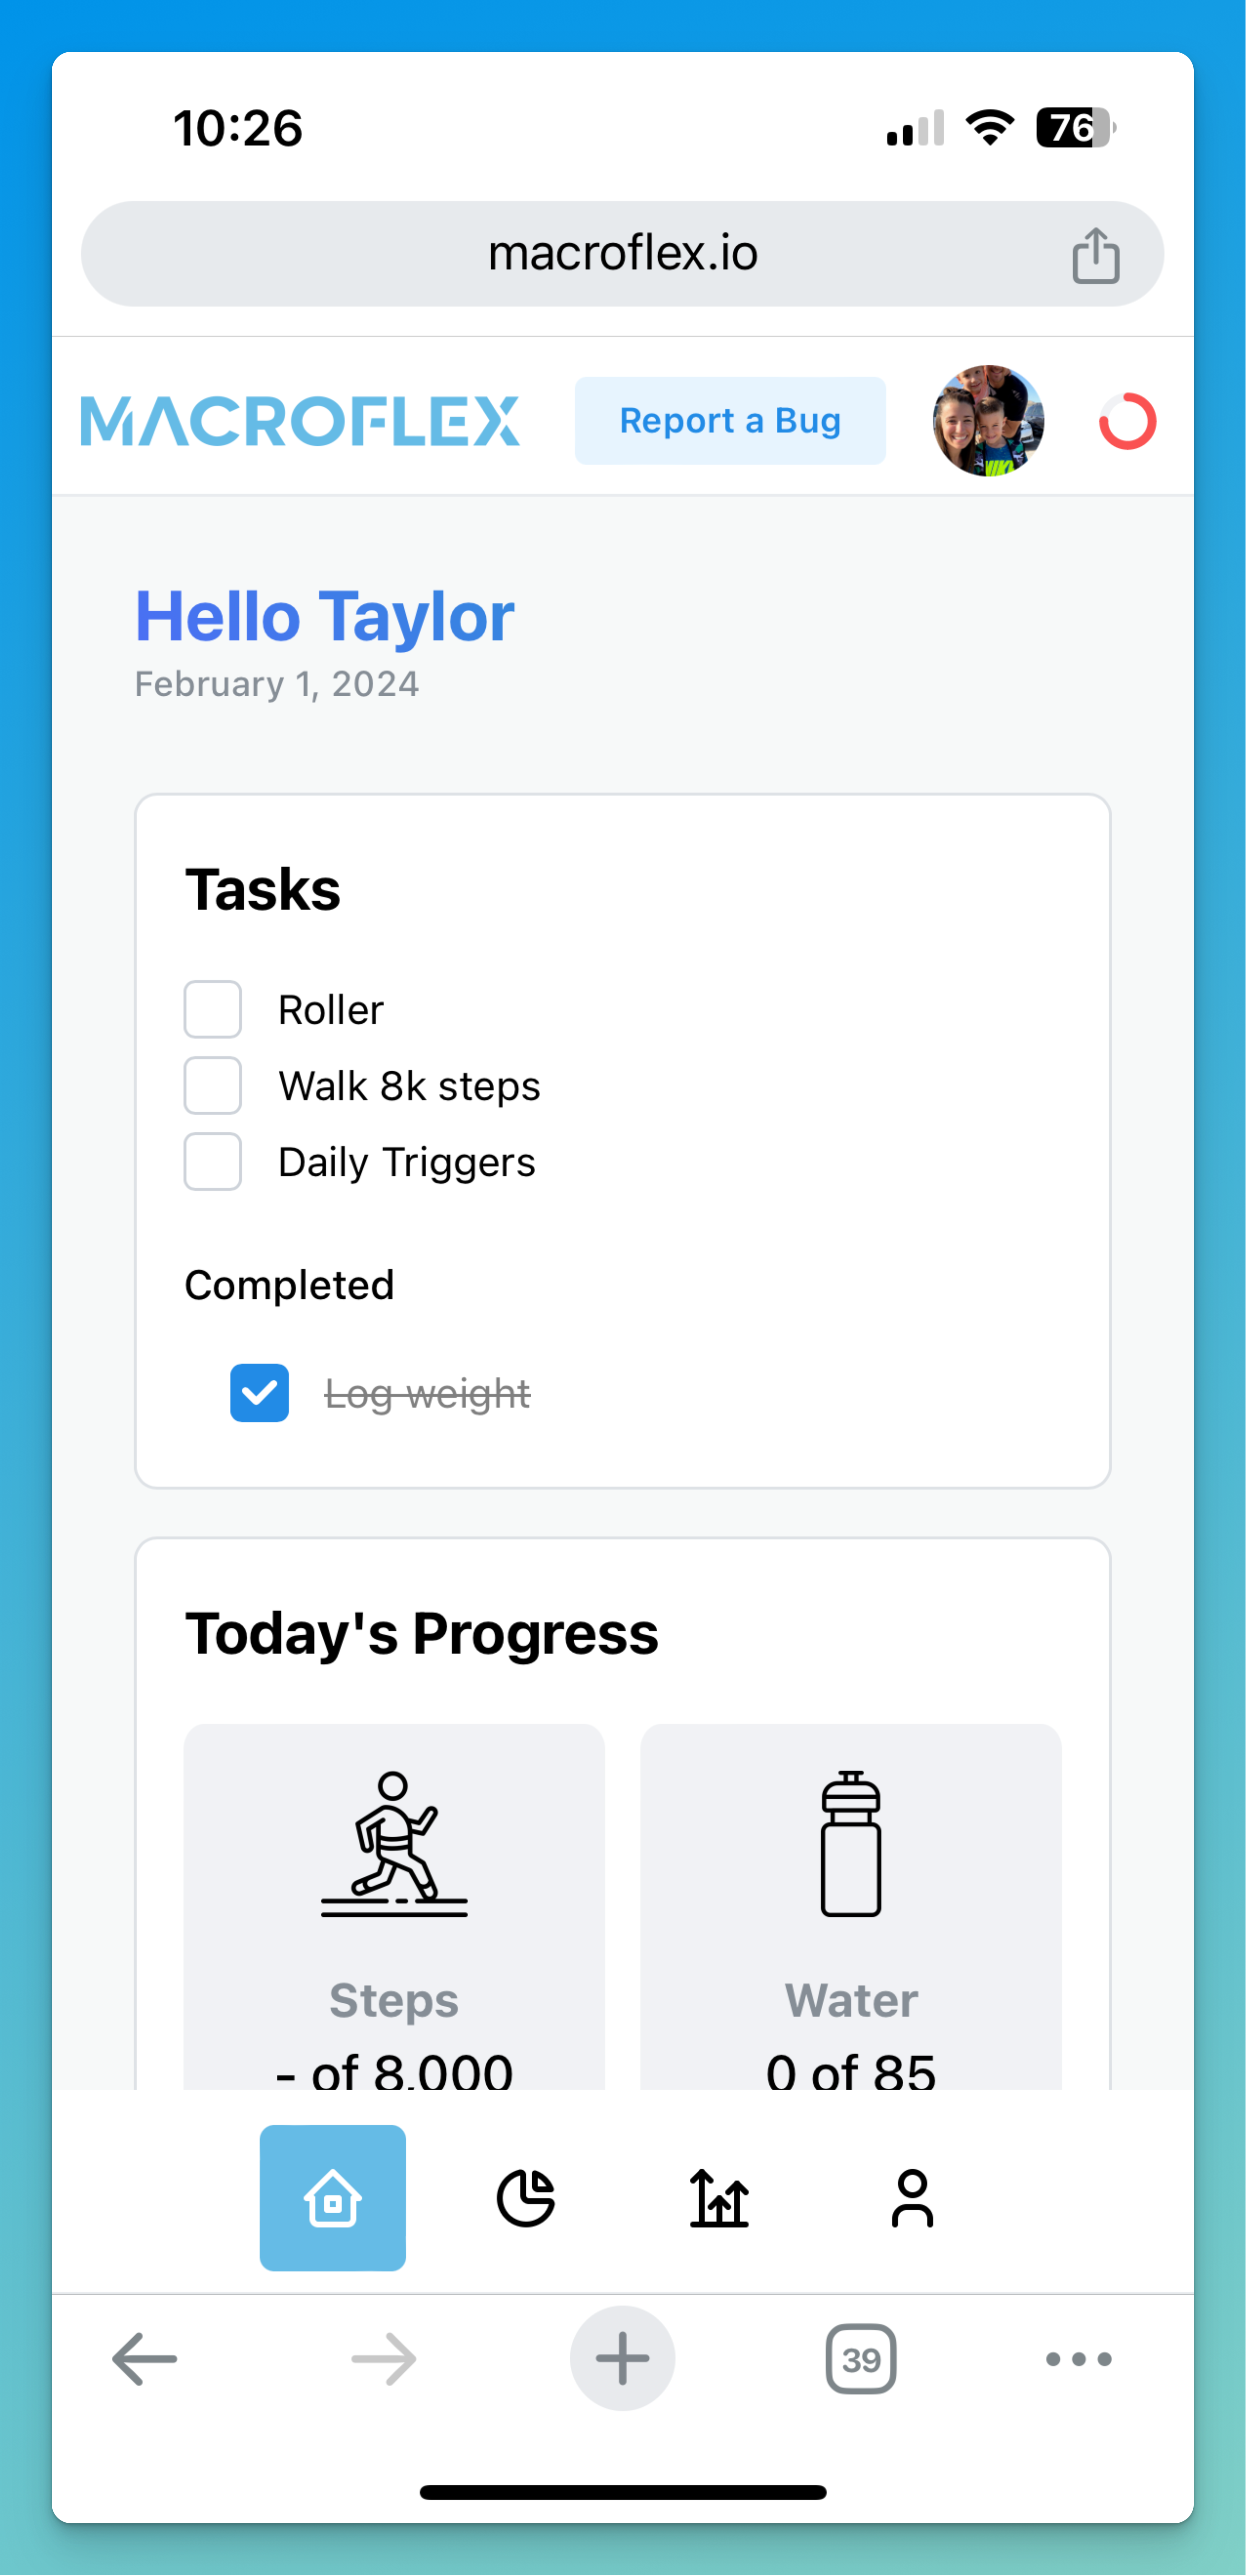 10:26
76
macroflex.io
MACROFLEX
Report a Bug
Hello Taylor
February 1, 2024
Tasks
Roller
Walk 8k steps
Daily Triggers
Completed
Log weight
Today's Progress
Steps
Water
- of 8,000
0 of 85
39